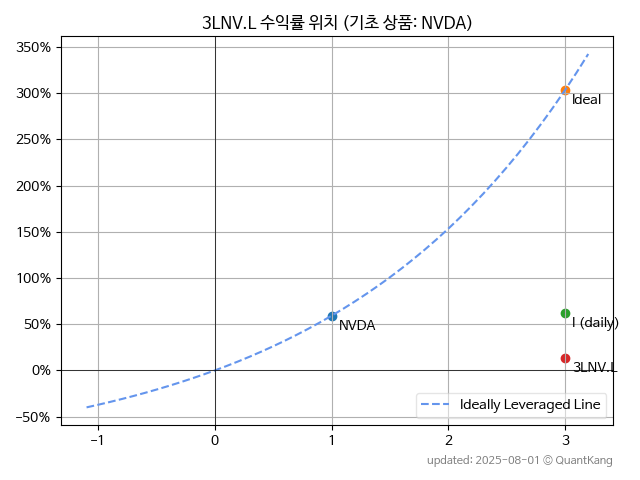 3LNV.L 수익률 위치 (기초 상품: NVDA)
350%
300%
250%
200%
150%
100%
50%
0%
−50%
Ideal
NVDA
I (daily)
3LNV.L
Ideally Leveraged Line
−1
0
1
2
3
updated: 2025-08-01 © QuantKang